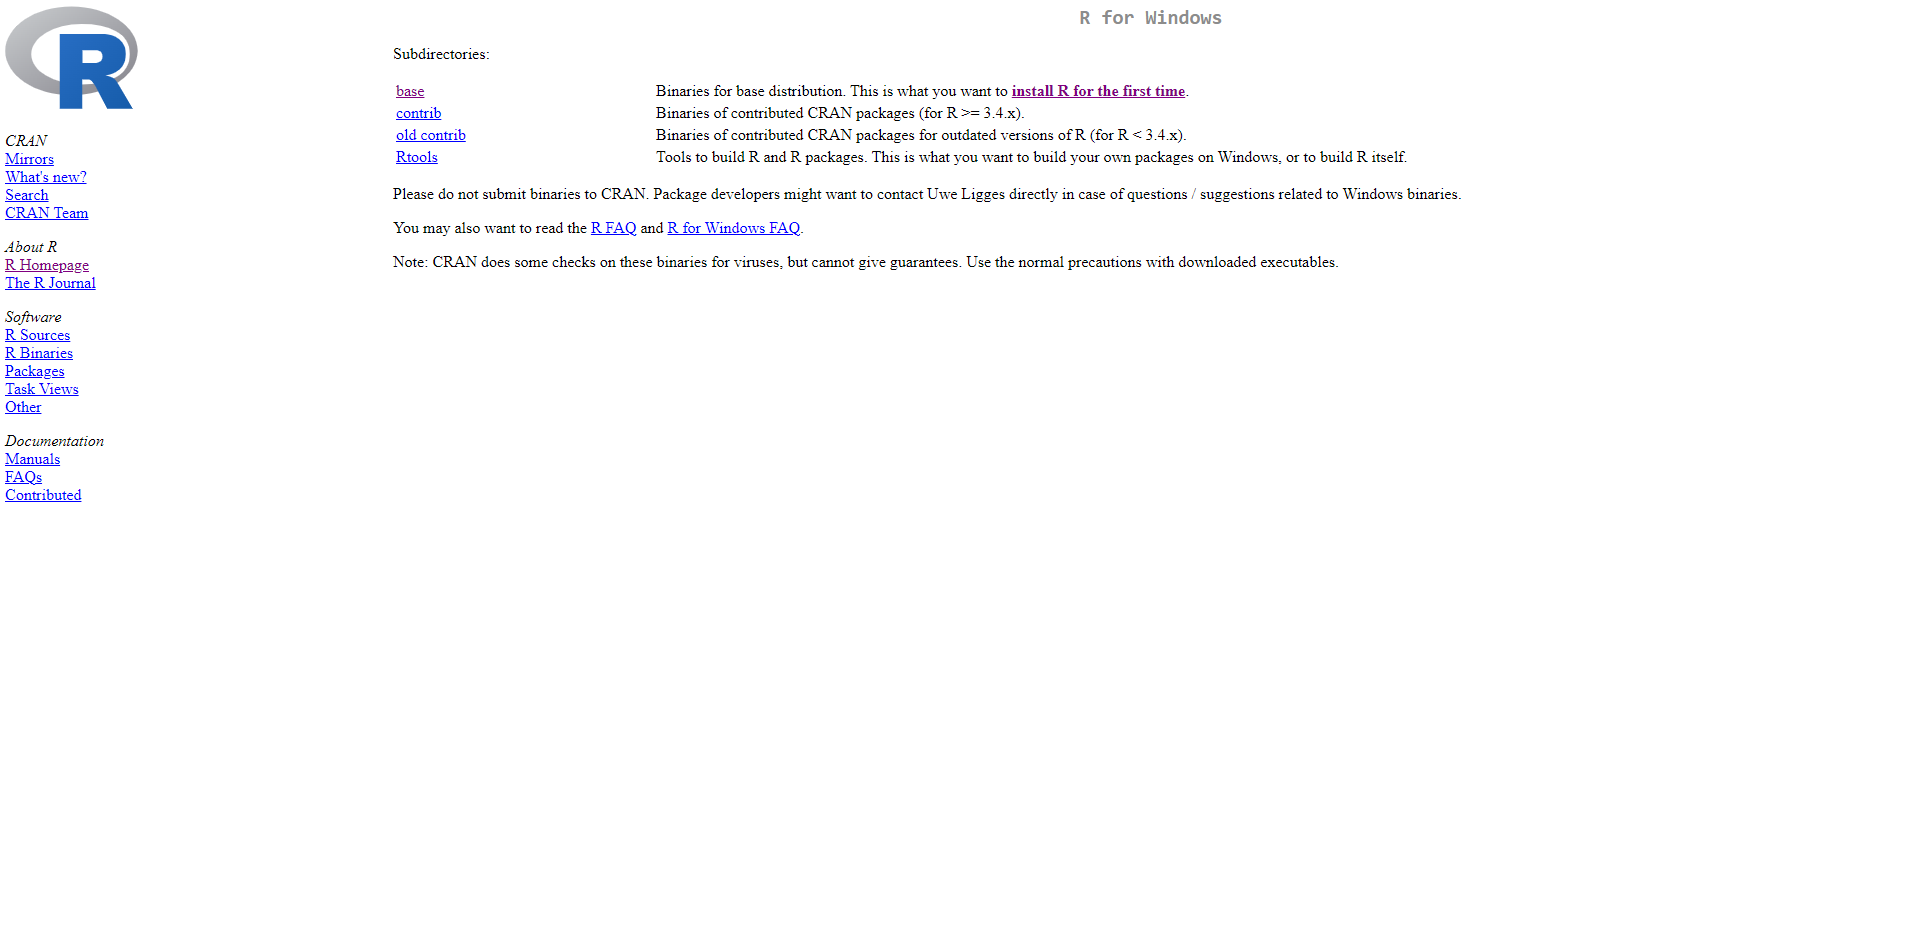 R
CRAN
Mirrors
What's new?
Search
CRAN Team
About R
R Homepage
The R Journal
Software
R Sources
R Binaries
Packages
Task Views
Other
Documentation
Manuals
FAQs
Contributed
R for Windows
Subdirectories:
base Binaries for base distribution. This is what you want to install R for the first time.
contrib Binaries of contributed CRAN packages (for R >= 3.4.x).
old contrib Binaries of contributed CRAN packages for outdated versions of R (for R < 3.4.x).
Rtools Tools to build R and R packages. This is what you want to build your own packages on Windows, or to build R itself.
Please do not submit binaries to CRAN. Package developers might want to contact Uwe Ligges directly in case of questions / suggestions related to Windows binaries.
You may also want to read the R FAQ and R for Windows FAQ.
Note: CRAN does some checks on these binaries for viruses, but cannot give guarantees. Use the normal precautions with downloaded executables.